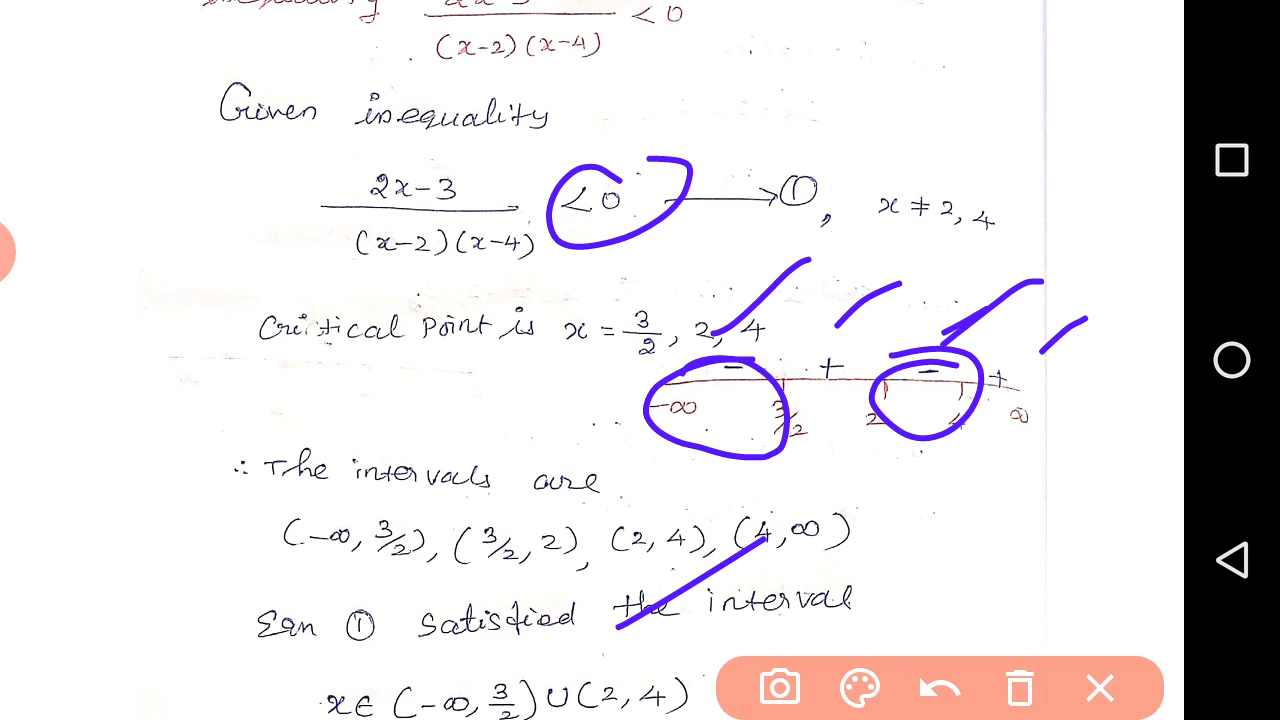 inequality < 0
(x-2)(x-4)
Given inequality
2x-3
< 0 → ①, x ≠ 2, 4
(x-2)(x-4)
Critical point is x = 3/2, 2, 4
- + - +
-∞ 3/2 2 4 ∞
∴ The intervals are
(-∞, 3/2), (3/2, 2), (2, 4), (4, ∞)
Eqn ① satisfied the interval
x∈ (-∞, 3/2) ∪ (2, 4)